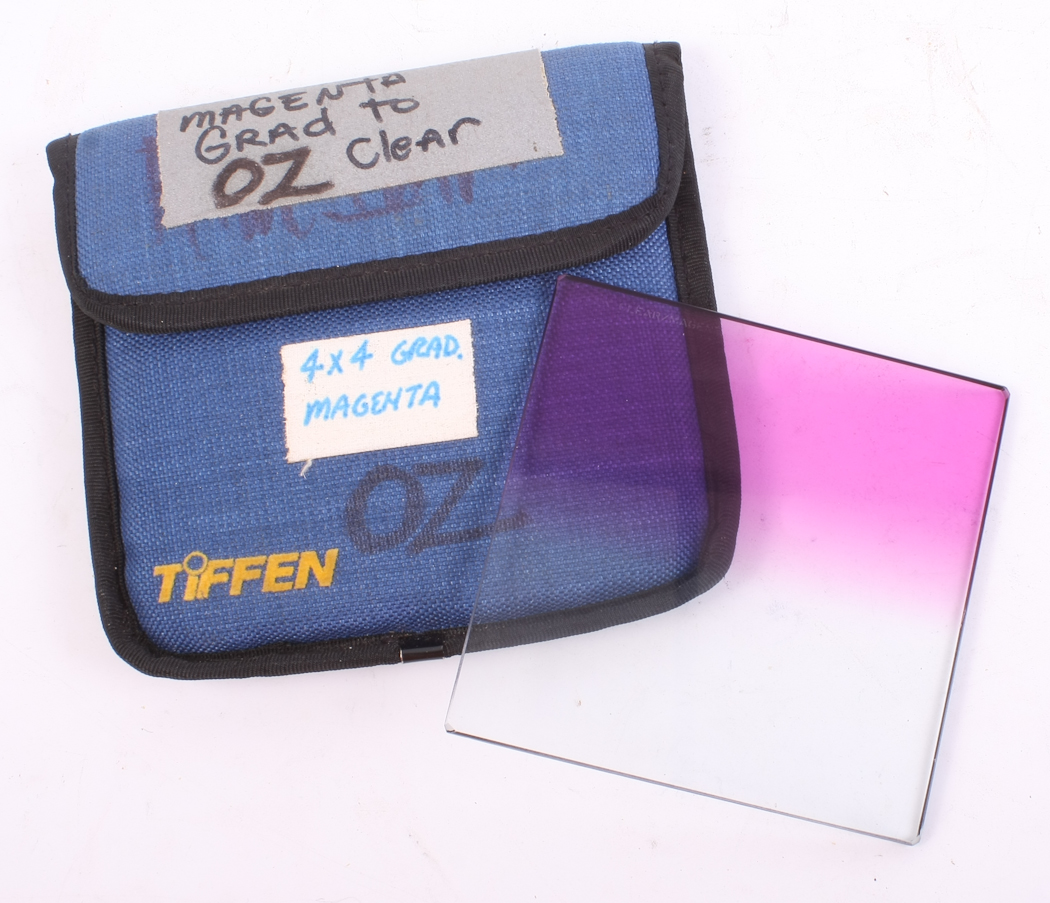 MAGENTA
GRAd to
OZ Clear
4x4 GRAD.
MAGENTA
OZ
TiFFEN